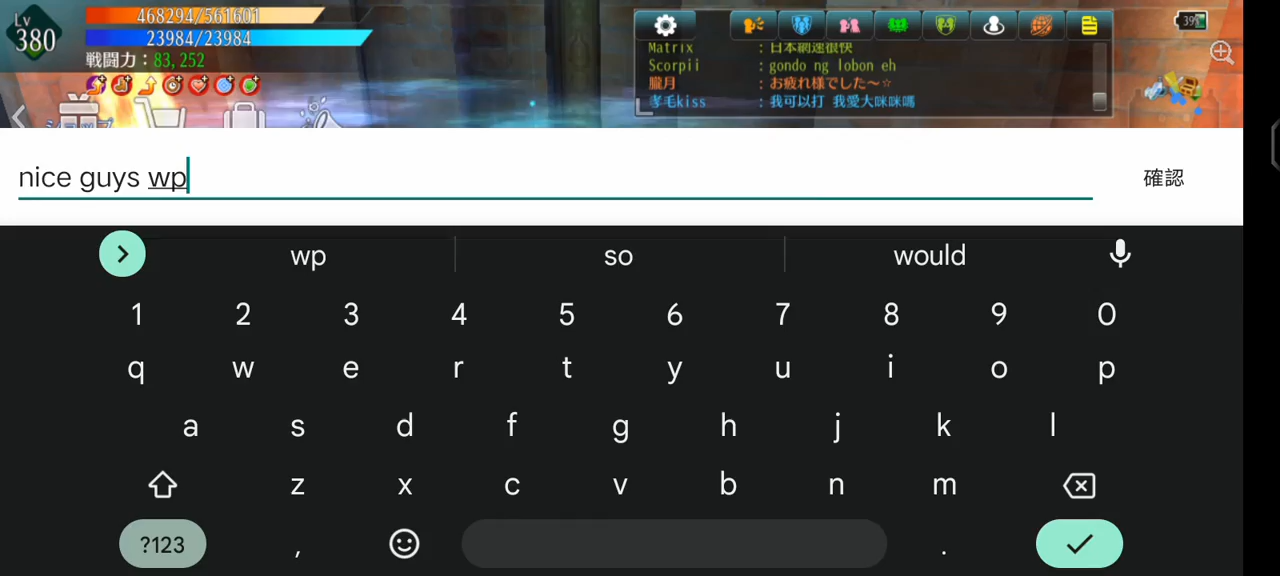 Lv
380
468294/561601
23984/23984
戦闘力：83,252
39
Matrix : 日本網速很快
Scorpii : gondo ng lobon eh
朧月 : お疲れ様でした～☆
孝毛kiss : 我可以打 我愛大咪咪嗎
nice guys wp
確認
wp so would
1 2 3 4 5 6 7 8 9 0
q w e r t y u i o p
a s d f g h j k l
z x c v b n m
?123 , .